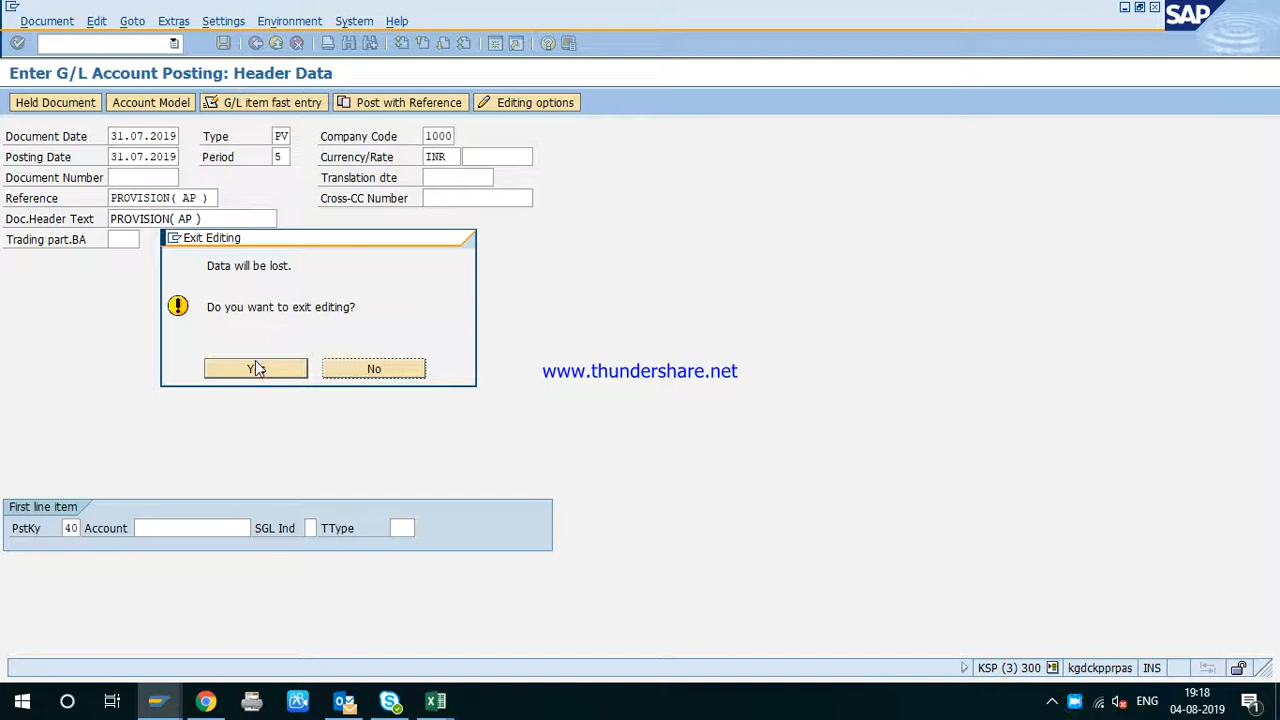 Document Edit Goto Extras Settings Environment System Help
SAP
Enter G/L Account Posting: Header Data
Held Document Account Model G/L item fast entry Post with Reference Editing options
Document Date 31.07.2019 Type PV Company Code 1000
Posting Date 31.07.2019 Period 5 Currency/Rate INR
Document Number Translation dte
Reference PROVISION( AP ) Cross-CC Number
Doc.Header Text PROVISION( AP )
Trading part.BA
Exit Editing
Data will be lost.
Do you want to exit editing?
No
www.thundershare.net
First line item
PstKy 40 Account SGL Ind TType
KSP (3) 300 kgdckpprpas INS
ENG 19:18
04-08-2019
1